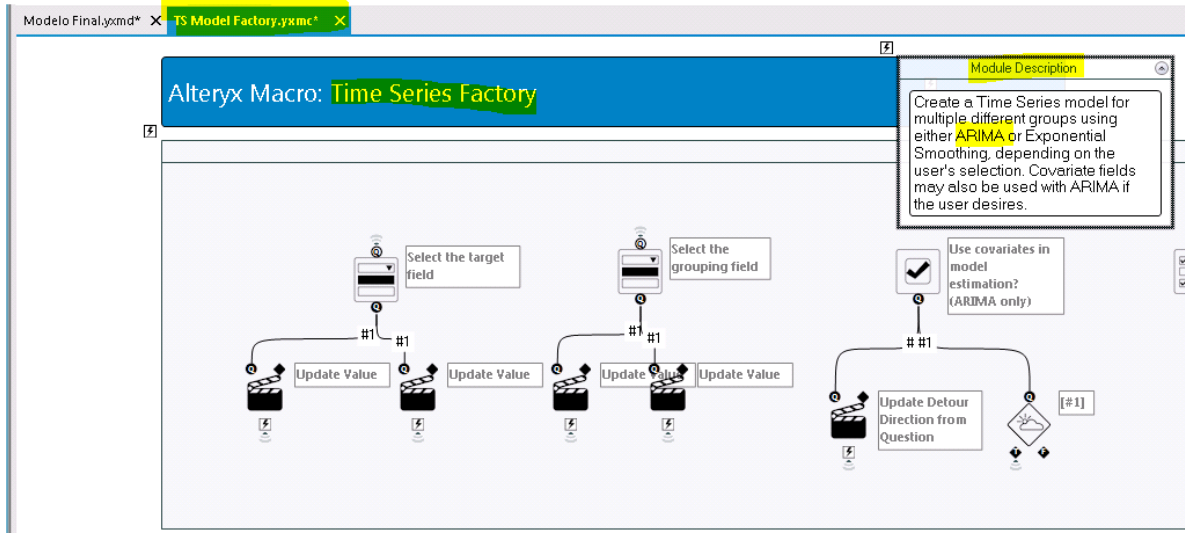 Modelo Final.yxmd* X TS Model Factory.yxmc* X
Alteryx Macro: Time Series Factory
Module Description
Create a Time Series model for
multiple different groups using
either ARIMA or Exponential
Smoothing, depending on the
user's selection. Covariate fields
may also be used with ARIMA if
the user desires.
Q
Select the target
field
Q
#1
#1
Q
Update Value
Q
Update Value
Q
Select the
grouping field
Q
#1
#1
Q
Update Value
Q
Update Value
Use covariates in
model
estimation?
(ARIMA only)
Q
# #1
Q
Update Detour
Direction from
Question
Q
[#1]
T
F